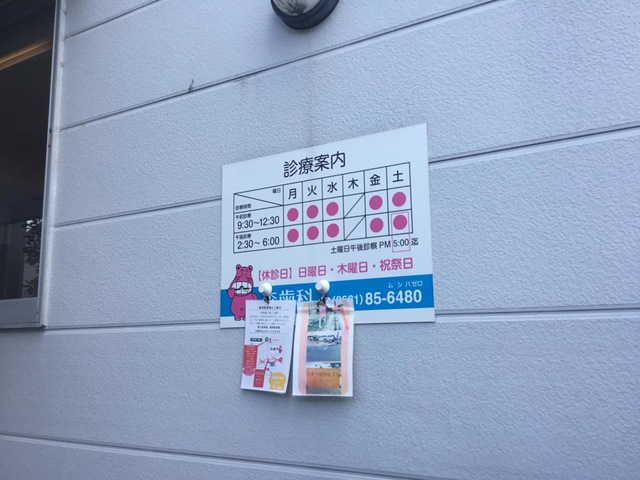 診療案内
曜日 月 火 水 木 金 土
診療時間
午前診療
9:30〜12:30 ● ● ● ／ ● ●
午後診療
2:30〜 6:00 ● ● ● ／ ● ●
土曜日午後診察 PM 5:00 迄
【休診日】日曜日・木曜日・祝祭日
ム シ バ ゼロ
歯科 85-6480